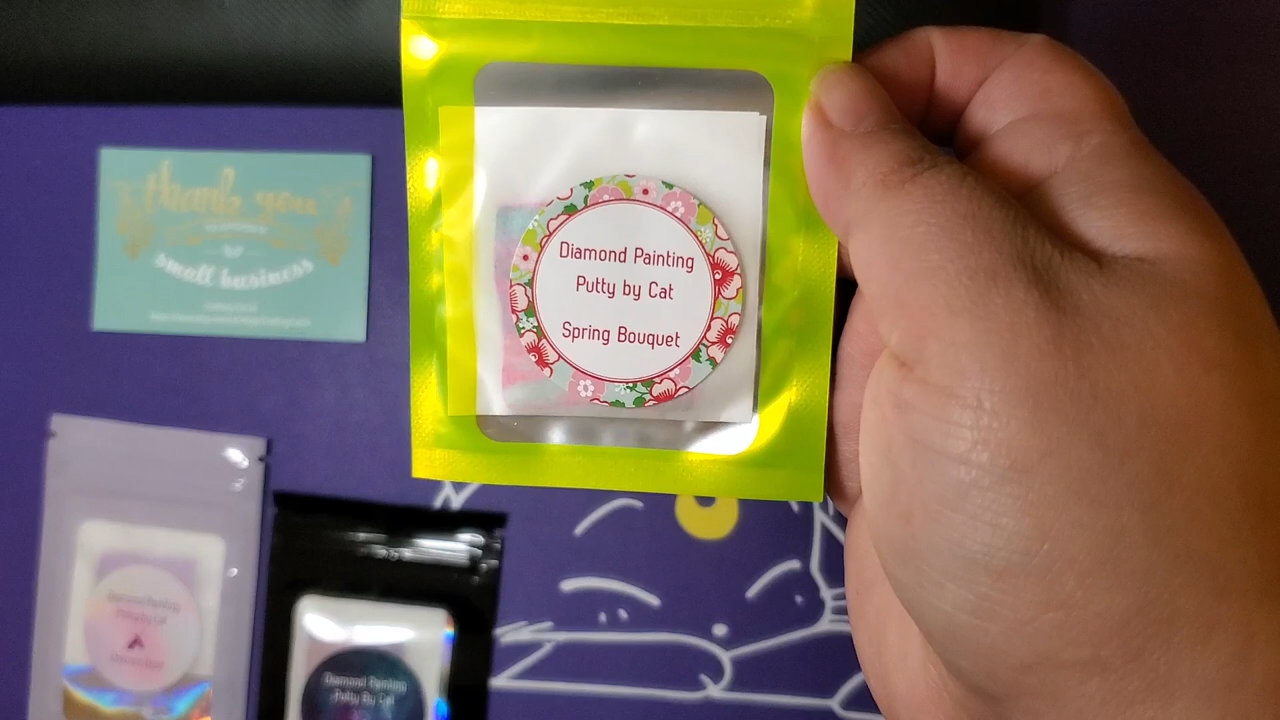 thank you
small business
Diamond Painting
Putty by Cat
Spring Bouquet
Diamond Painting
Putty by Cat
Diamond Painting
Putty By Cat